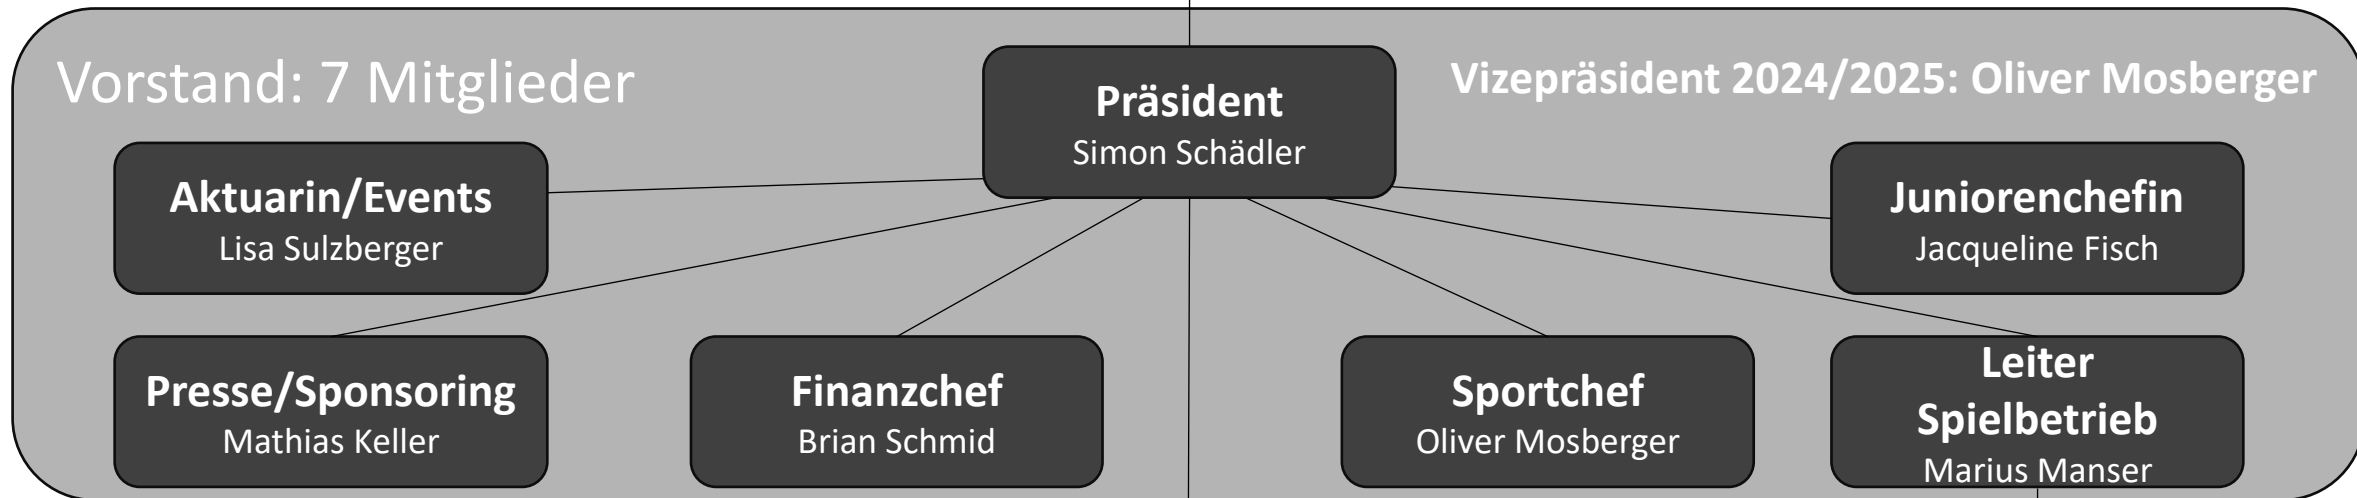 Vorstand: 7 Mitglieder
Präsident
Simon Schädler
Vizepräsident 2024/2025: Oliver Mosberger
Aktuarin/Events
Lisa Sulzberger
Juniorenchefin
Jacqueline Fisch
Presse/Sponsoring
Mathias Keller
Finanzchef
Brian Schmid
Sportchef
Oliver Mosberger
Leiter
Spielbetrieb
Marius Manser